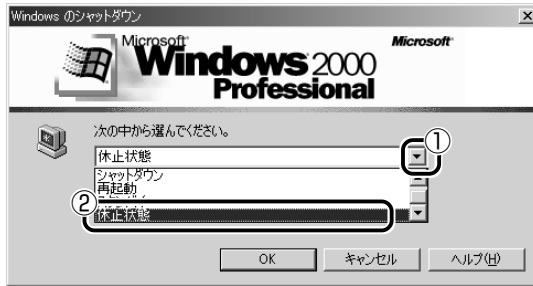 Windows のシャットダウン
Microsoft
Microsoft
Windows 2000
Professional
次の中から選んでください。
休止状態
①
シャットダウン
再起動
②
休止状態
OK
キャンセル
ヘルプ(H)